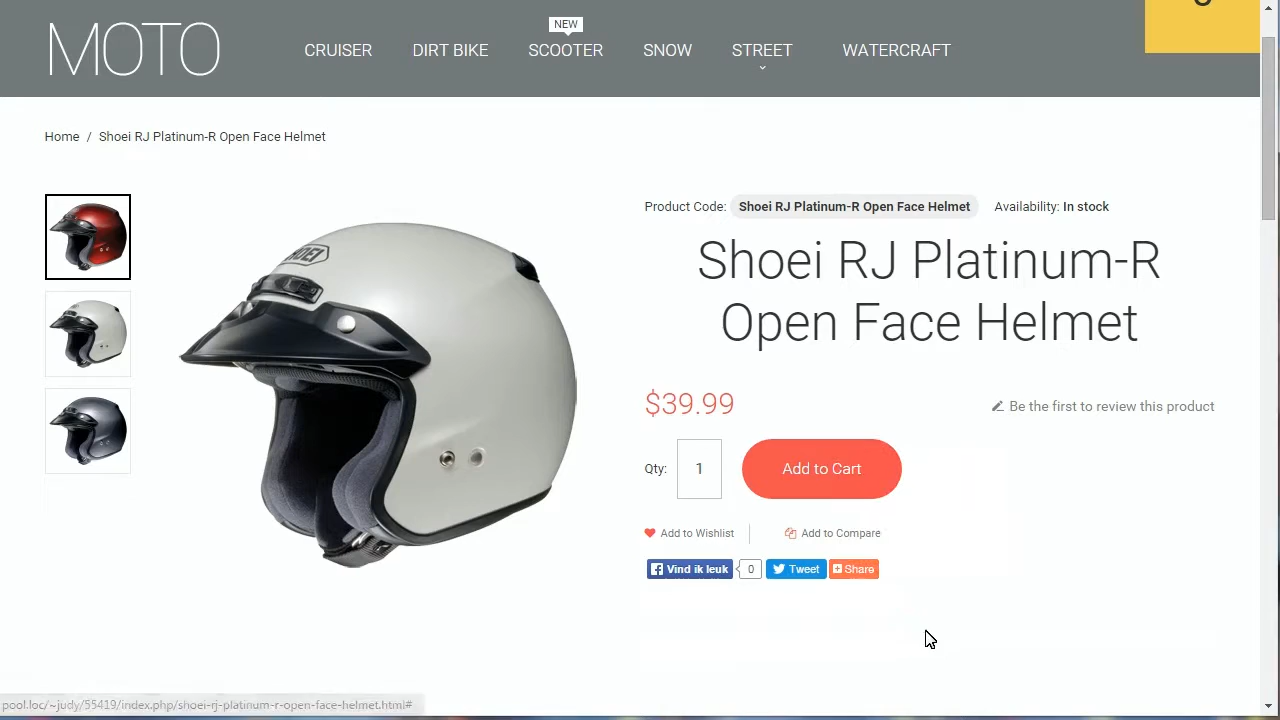 MOTO
NEW
CRUISER DIRT BIKE SCOOTER SNOW STREET WATERCRAFT
Home / Shoei RJ Platinum-R Open Face Helmet
Product Code: Shoei RJ Platinum-R Open Face Helmet Availability: In stock
Shoei RJ Platinum-R
Open Face Helmet
$39.99 Be the first to review this product
Qty: 1 Add to Cart
Add to Wishlist Add to Compare
Vind ik leuk 0 Tweet Share
SHOEI
pool.loc/~judy/55419/index.php/shoei-rj-platinum-r-open-face-helmet.html#